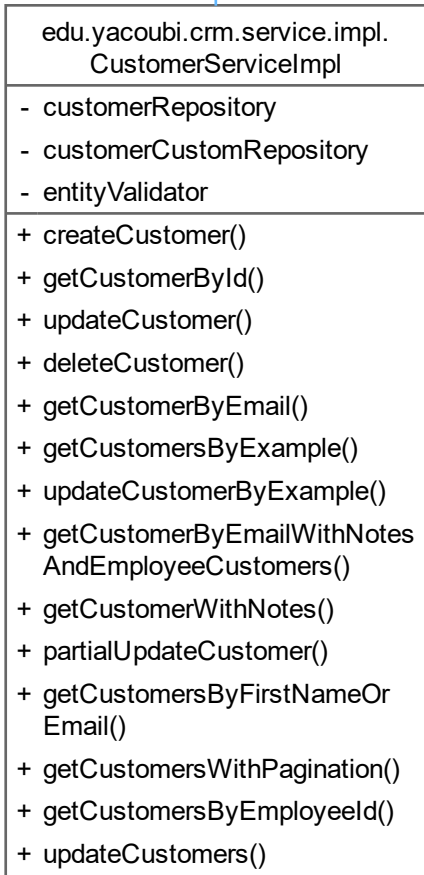 edu.yacoubi.crm.service.impl.
CustomerServiceImpl
- customerRepository
- customerCustomRepository
- entityValidator
+ createCustomer()
+ getCustomerById()
+ updateCustomer()
+ deleteCustomer()
+ getCustomerByEmail()
+ getCustomersByExample()
+ updateCustomerByExample()
+ getCustomerByEmailWithNotes
AndEmployeeCustomers()
+ getCustomerWithNotes()
+ partialUpdateCustomer()
+ getCustomersByFirstNameOr
Email()
+ getCustomersWithPagination()
+ getCustomersByEmployeeId()
+ updateCustomers()